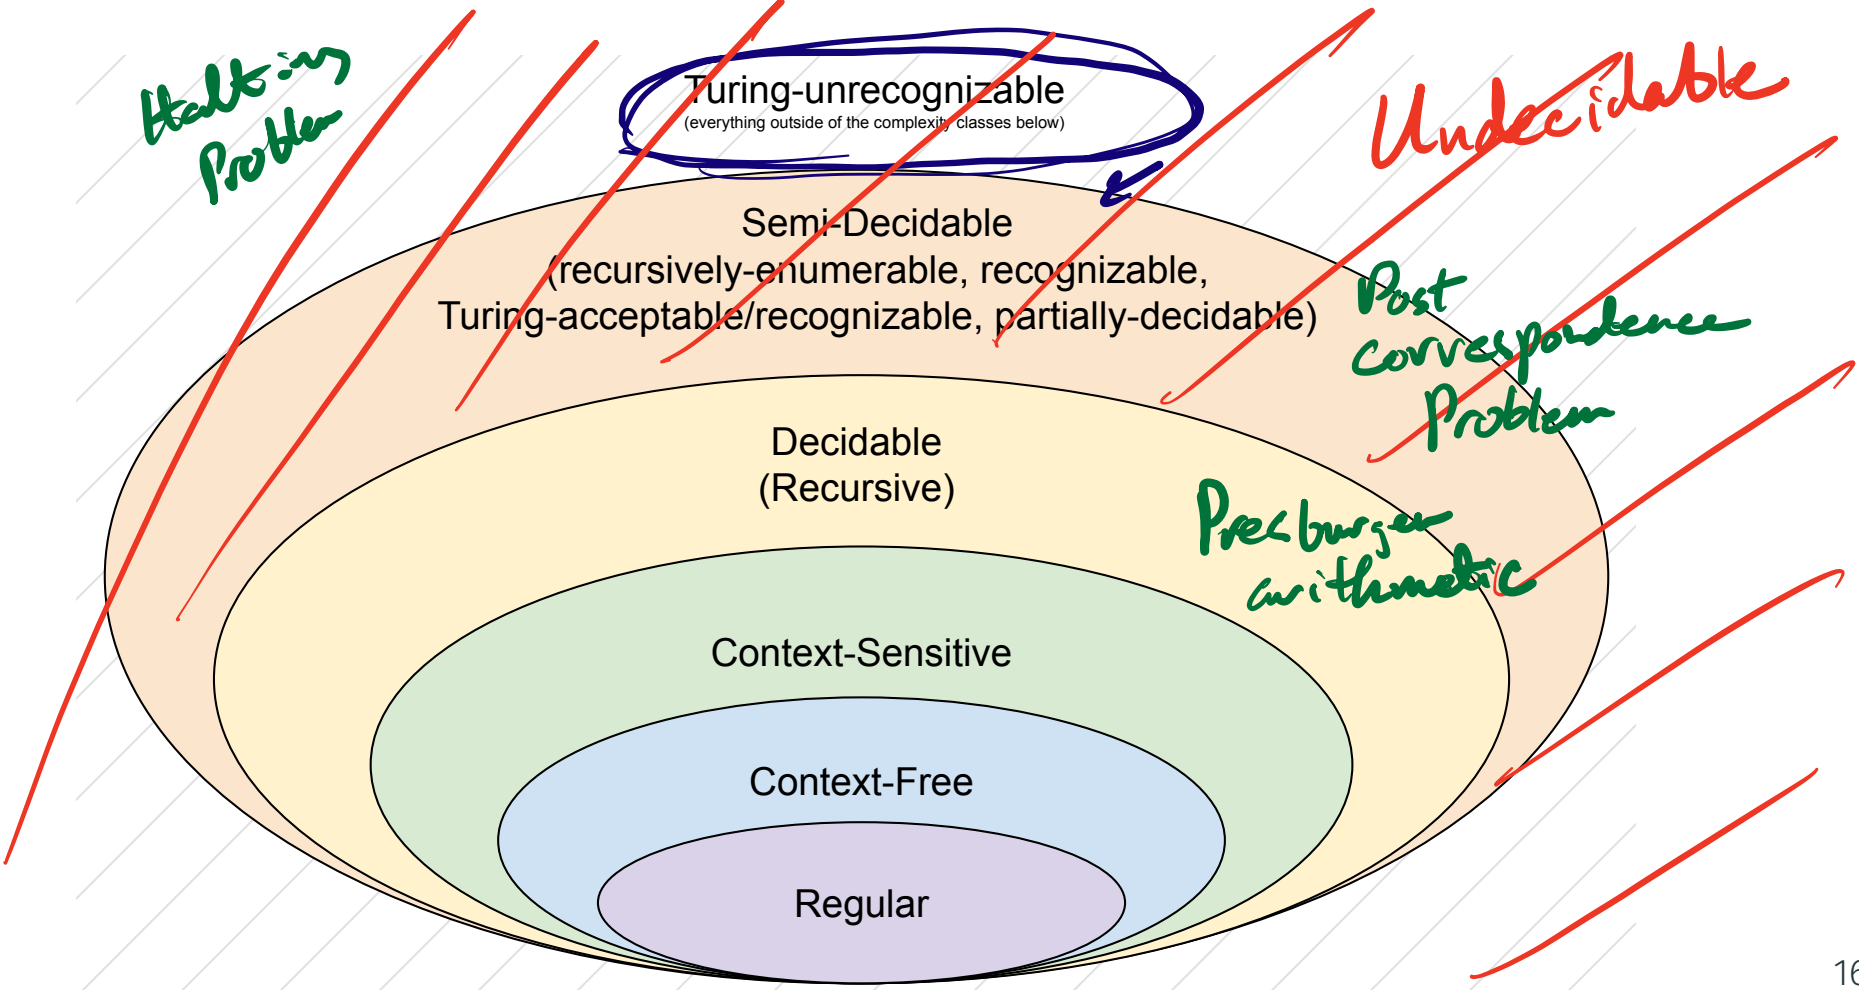 Halting
Problem
Turing-unrecognizable
(everything outside of the complexity classes below)
Undecidable
Semi-Decidable
(recursively-enumerable, recognizable,
Turing-acceptable/recognizable, partially-decidable)
Post
correspondence
Problem
Decidable
(Recursive)
Presburger
arithmetic
Context-Sensitive
Context-Free
Regular
16